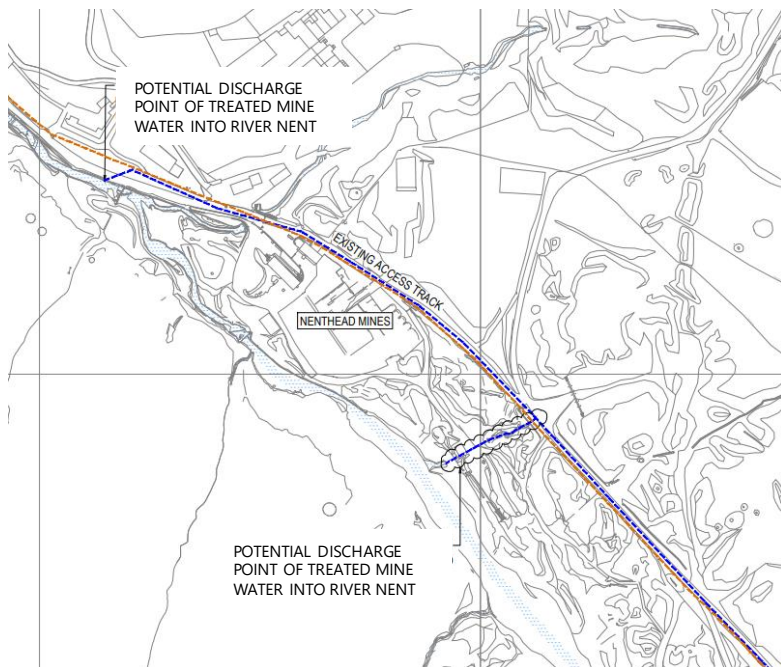 POTENTIAL DISCHARGE
POINT OF TREATED MINE
WATER INTO RIVER NENT
EXISTING ACCESS TRACK
NENTHEAD MINES
POTENTIAL DISCHARGE
POINT OF TREATED MINE
WATER INTO RIVER NENT